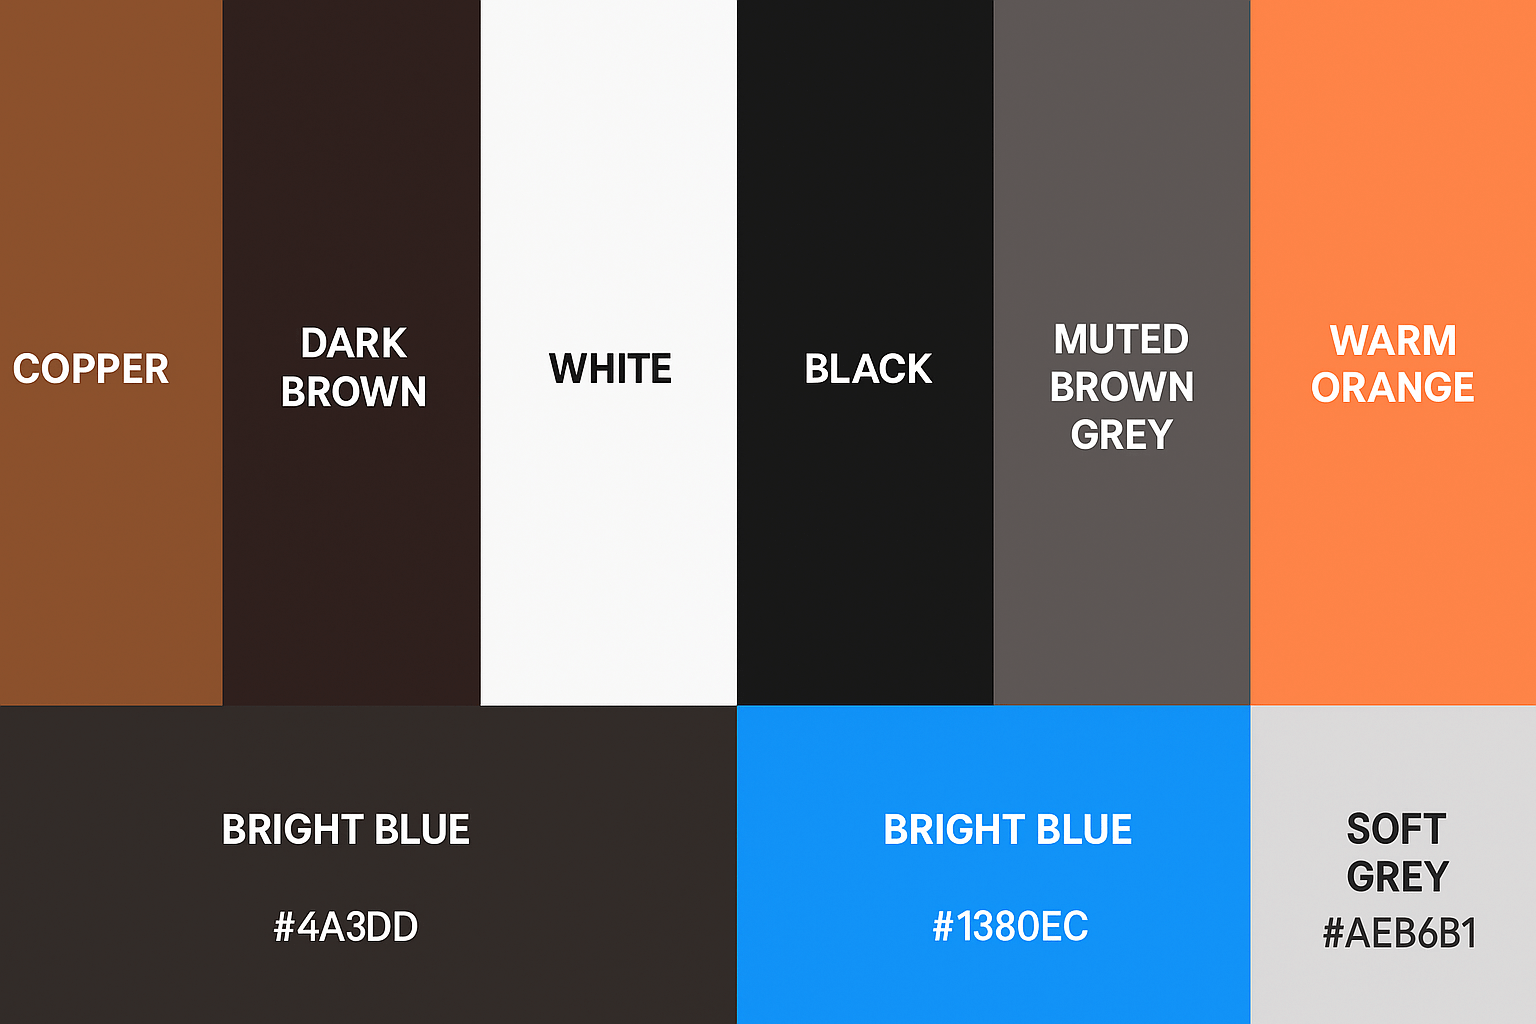 COPPER
DARK
BROWN
WHITE
BLACK
MUTED
BROWN
GREY
WARM
ORANGE
BRIGHT BLUE
#4A3DD
BRIGHT BLUE
#1380EC
SOFT
GREY
#AEB6B1